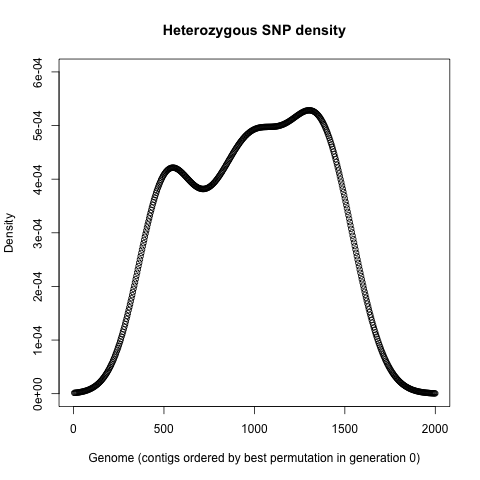 Heterozygous SNP density
6e-04
5e-04
4e-04
3e-04
2e-04
1e-04
0e+00
Density
0 500 1000 1500 2000
Genome (contigs ordered by best permutation in generation 0)